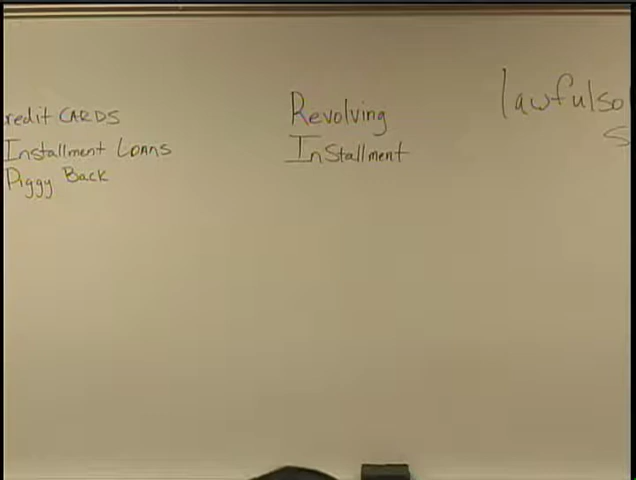 redit CARDS
Installment Loans
Piggy Back
Revolving
Installment
lawfulso
S